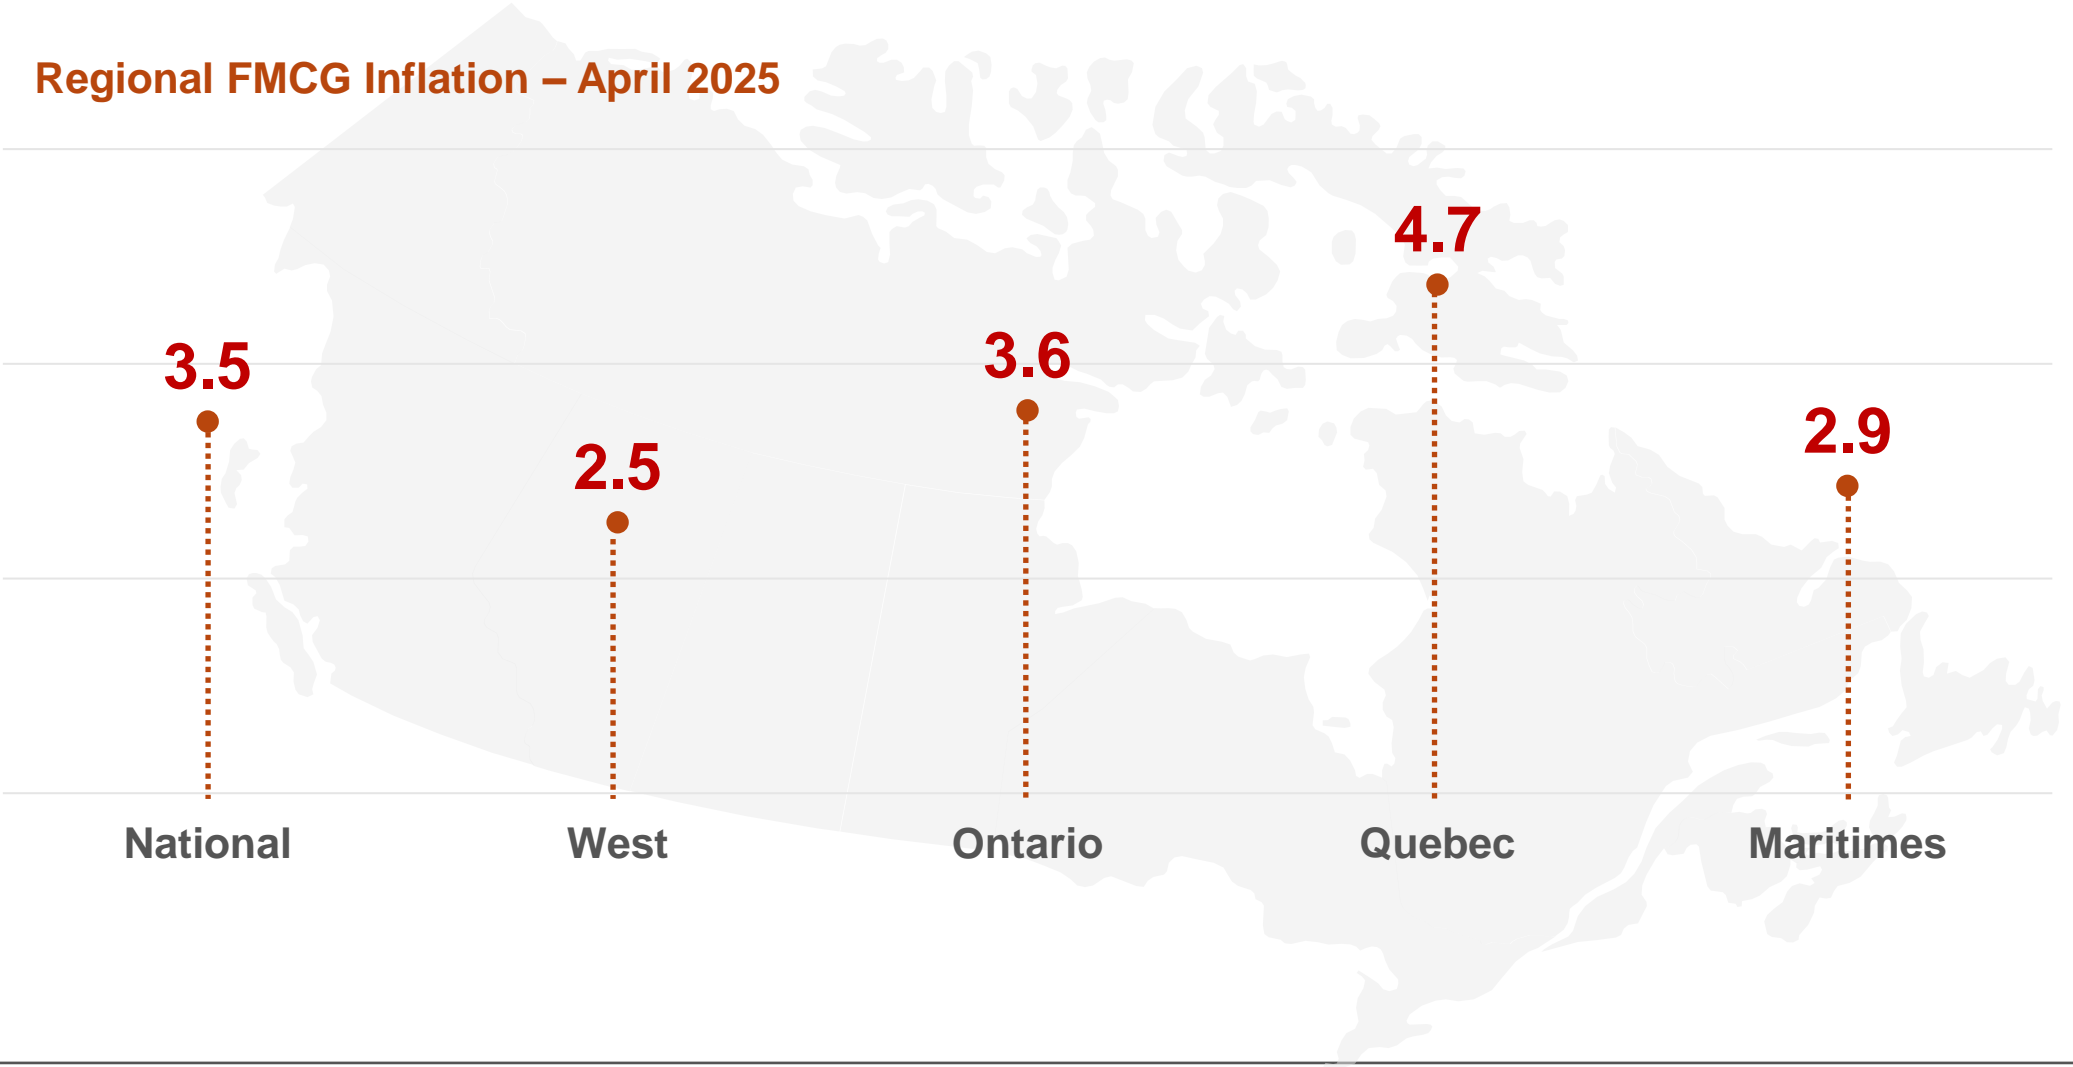 Regional FMCG Inflation – April 2025
3.5
2.5
3.6
4.7
2.9
National
West
Ontario
Quebec
Maritimes